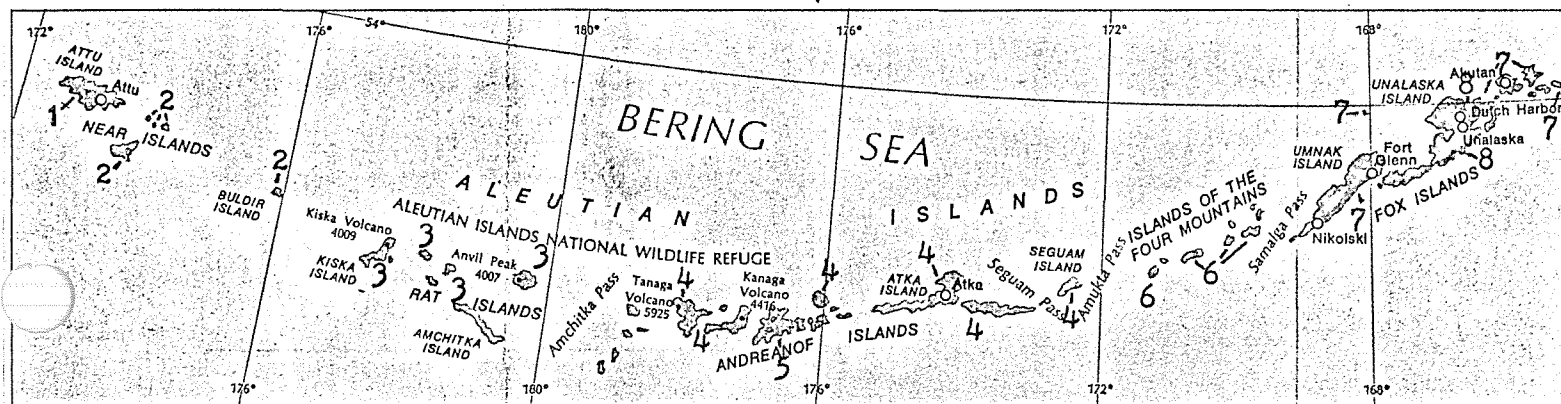 172°
176°
54°
180°
176°
172°
168°
ATTU
ISLAND
Attu
1
2
NEAR ISLANDS
2
2
BULDIR
ISLAND
BERING SEA
ALEUTIAN ISLANDS
ALEUTIAN ISLANDS NATIONAL WILDLIFE REFUGE
Kiska Volcano
4009
KISKA
ISLAND
3
3
Anvil Peak
4007
3
3
RAT ISLANDS
AMCHITKA
ISLAND
Amchitka Pass
Tanaga
Volcano
5925
4
4
Kanaga
Volcano
4416
4
5
ANDREANOF ISLANDS
4
ATKA
ISLAND
Atka
4
Seguam Pass
SEGUAM
ISLAND
4
Amukta Pass
ISLANDS OF THE
FOUR MOUNTAINS
6
6
Samalga Pass
UMNAK
ISLAND
Nikolski
Fort
Glenn
7
7
FOX ISLANDS
UNALASKA
ISLAND
Akutan
7
8
Dutch Harbor
7
Unalaska
8
176°
180°
176°
172°
168°